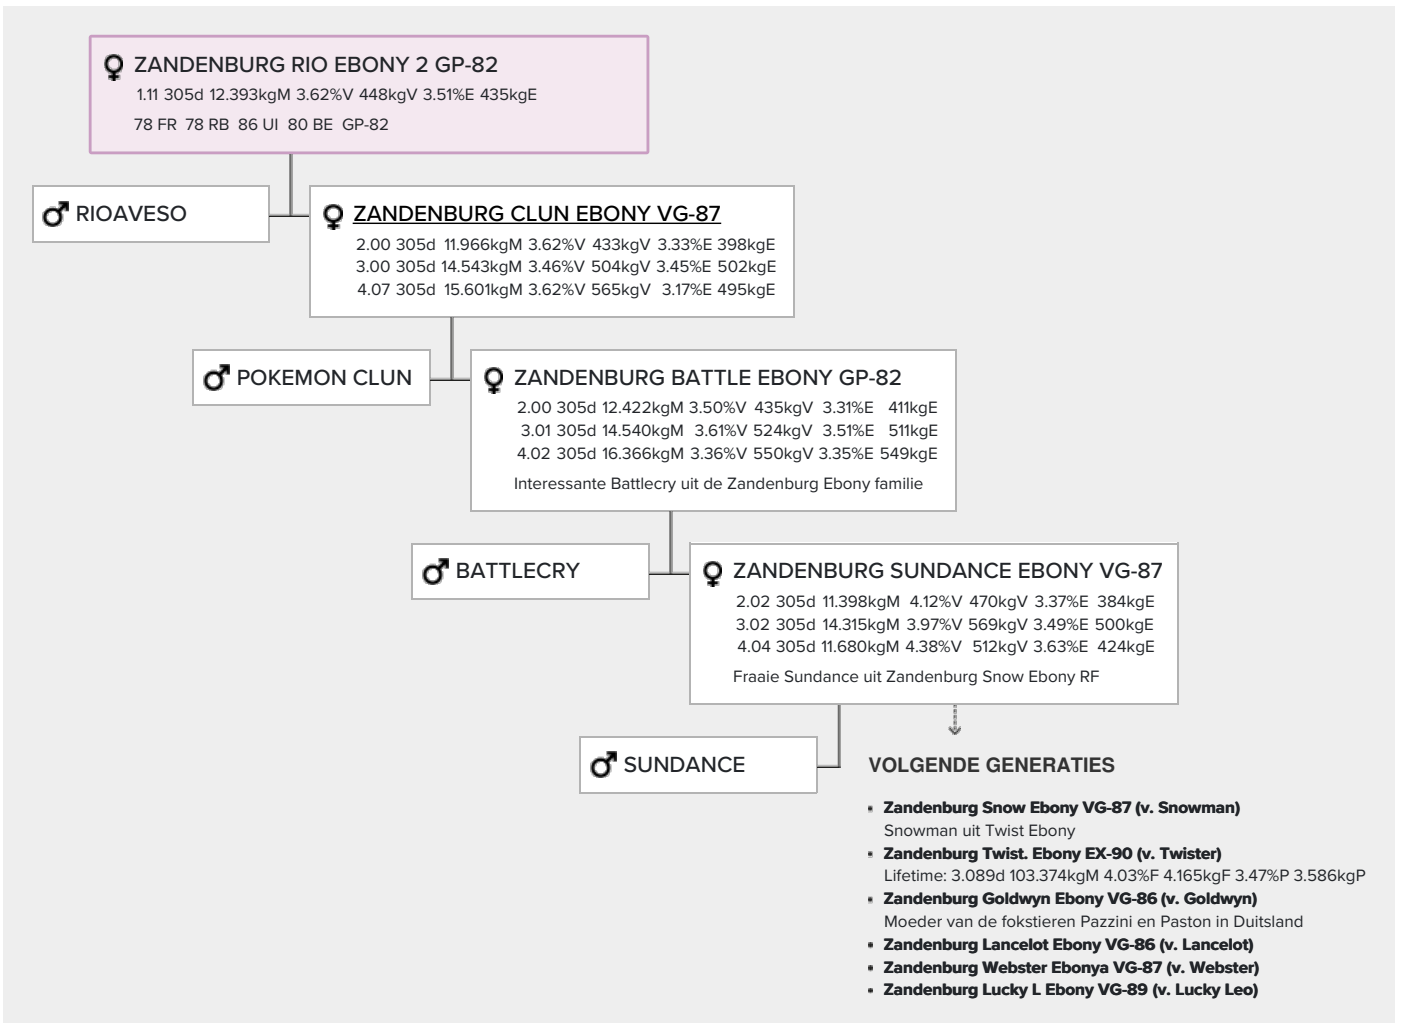 ZANDENBURG RIO EBONY 2 GP-82
1.11 305d 12.393kgM 3.62%V 448kgV 3.51%E 435kgE
78 FR 78 RB 86 UI 80 BE GP-82
RIOAVESO
ZANDENBURG CLUN EBONY VG-87
2.00 305d 11.966kgM 3.62%V 433kgV 3.33%E 398kgE
3.00 305d 14.543kgM 3.46%V 504kgV 3.45%E 502kgE
4.07 305d 15.601kgM 3.62%V 565kgV 3.17%E 495kgE
POKEMON CLUN
ZANDENBURG BATTLE EBONY GP-82
2.00 305d 12.422kgM 3.50%V 435kgV 3.31%E 411kgE
3.01 305d 14.540kgM 3.61%V 524kgV 3.51%E 511kgE
4.02 305d 16.366kgM 3.36%V 550kgV 3.35%E 549kgE
Interessante Battlecry uit de Zandenburg Ebony familie
BATTLECRY
ZANDENBURG SUNDANCE EBONY VG-87
2.02 305d 11.398kgM 4.12%V 470kgV 3.37%E 384kgE
3.02 305d 14.315kgM 3.97%V 569kgV 3.49%E 500kgE
4.04 305d 11.680kgM 4.38%V 512kgV 3.63%E 424kgE
Fraaie Sundance uit Zandenburg Snow Ebony RF
SUNDANCE
VOLGENDE GENERATIES
▪ Zandenburg Snow Ebony VG-87 (v. Snowman)
Snowman uit Twist Ebony
▪ Zandenburg Twist. Ebony EX-90 (v. Twister)
Lifetime: 3.089d 103.374kgM 4.03%F 4.165kgF 3.47%P 3.586kgP
▪ Zandenburg Goldwyn Ebony VG-86 (v. Goldwyn)
Moeder van de fokstieren Pazzini en Paston in Duitsland
▪ Zandenburg Lancelot Ebony VG-86 (v. Lancelot)
▪ Zandenburg Webster Ebonya VG-87 (v. Webster)
▪ Zandenburg Lucky L Ebony VG-89 (v. Lucky Leo)